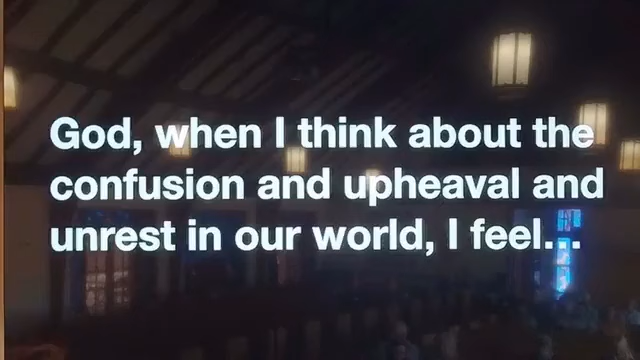 God, when I think about the
confusion and upheaval and
unrest in our world, I feel...